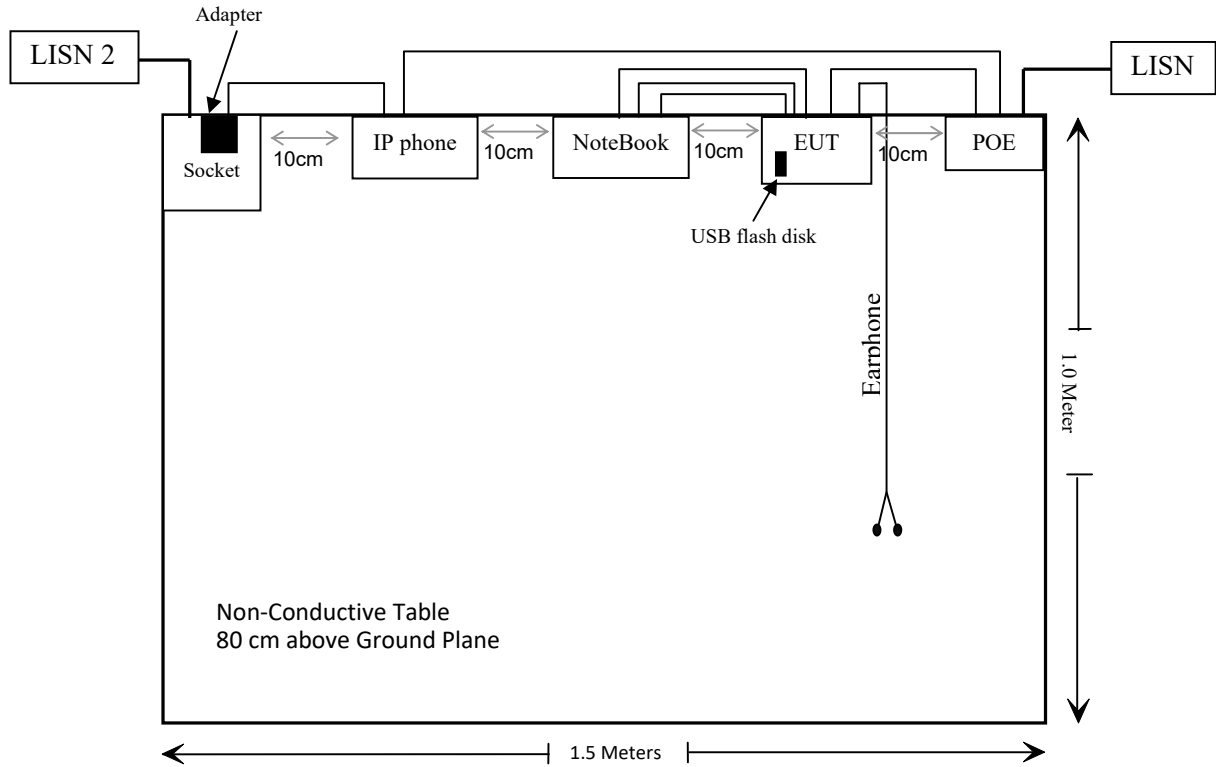 Adapter
LISN 2
LISN
IP phone
NoteBook
EUT
POE
Socket
10cm
10cm
10cm
10cm
USB flash disk
Earphone
1.0 Meter
Non-Conductive Table
80 cm above Ground Plane
1.5 Meters